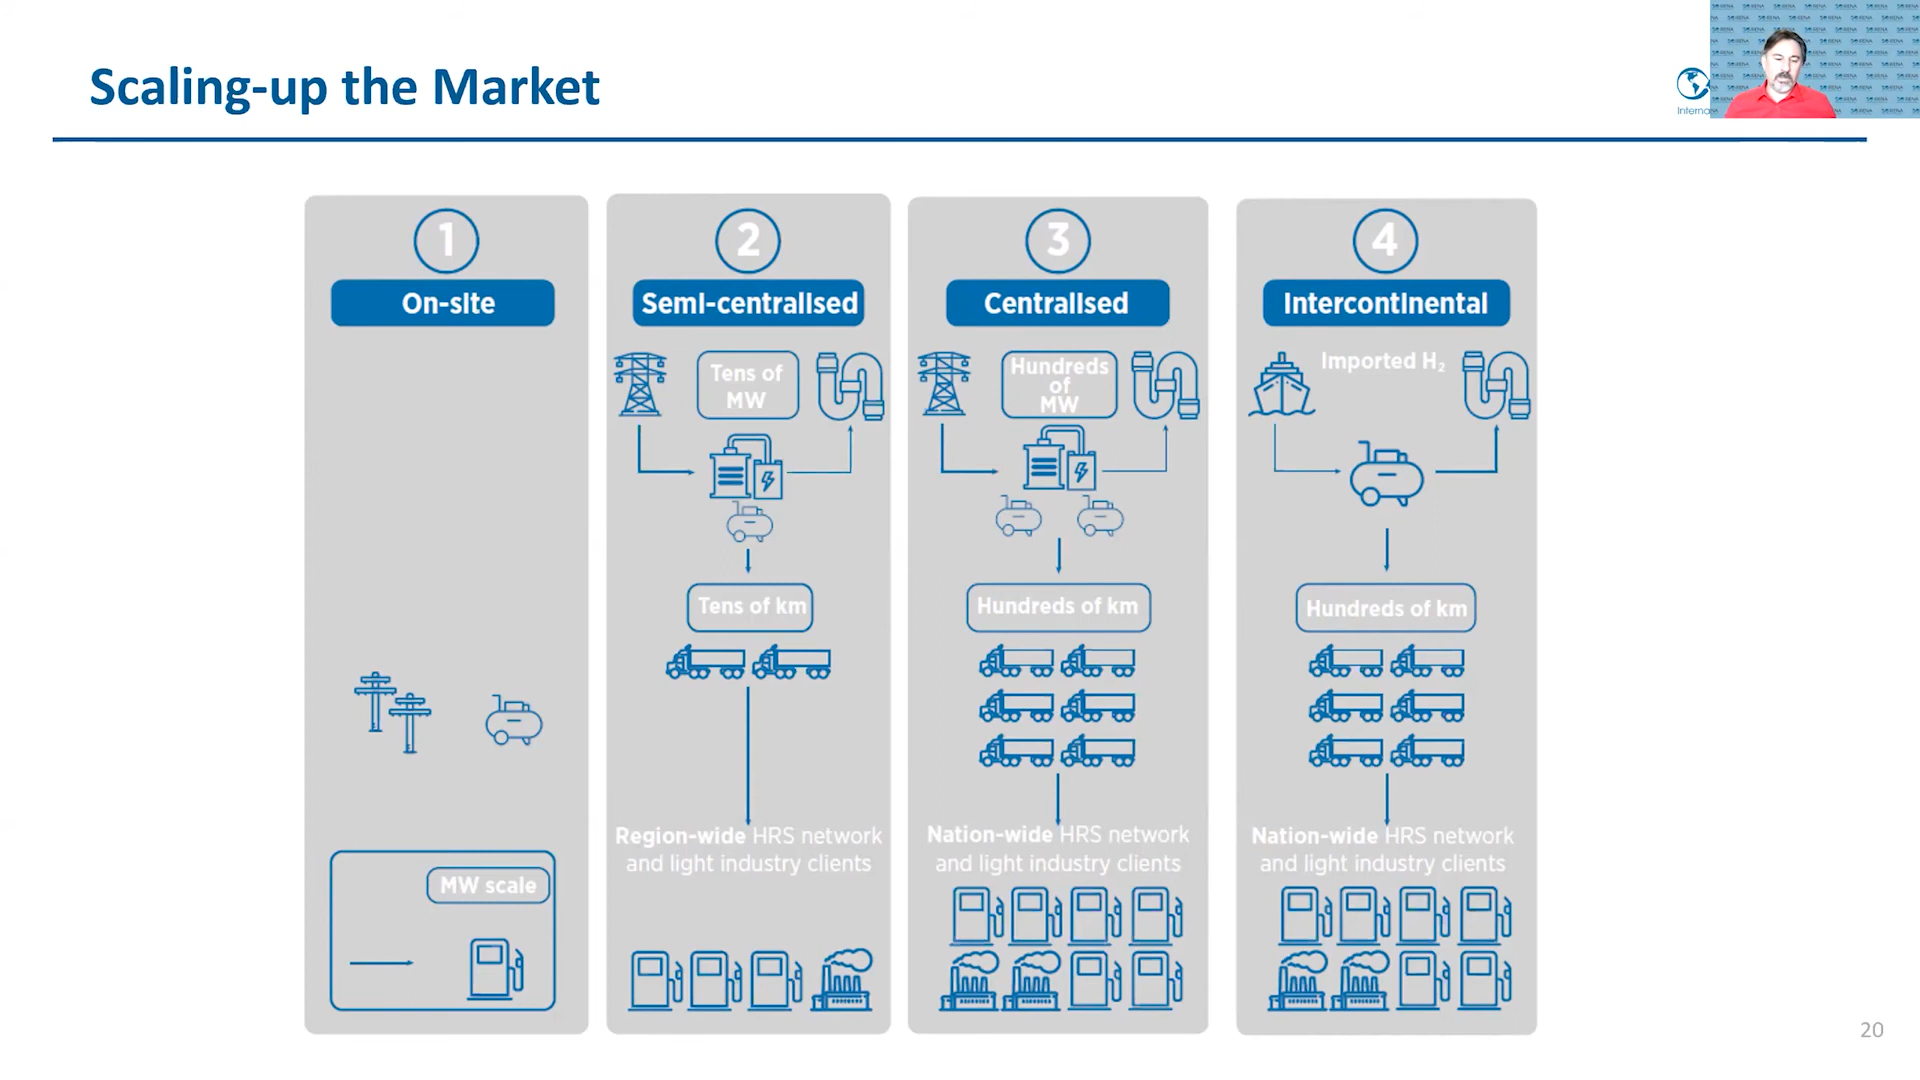 Scaling-up the Market
Interna
1
On-site
MW scale
2
Semi-centralised
Tens of
MW
Tens of km
Region-wide HRS network
and light industry clients
3
Centralised
Hundreds
of
MW
Hundreds of km
Nation-wide HRS network
and light industry clients
4
Intercontinental
Imported H₂
Hundreds of km
Nation-wide HRS network
and light industry clients
20